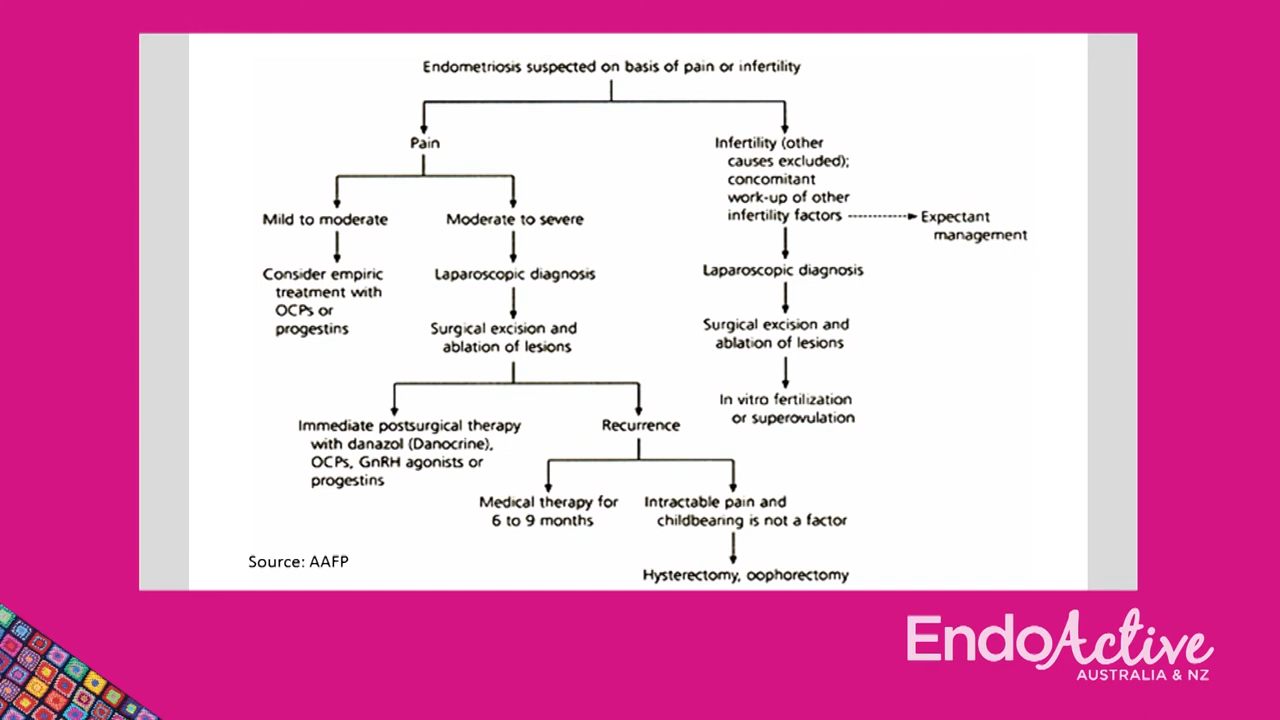 Endometriosis suspected on basis of pain or infertility
Pain
Infertility (other
causes excluded);
concomitant
work-up of other
infertility factors
Expectant
management
Mild to moderate
Moderate to severe
Consider empiric
treatment with
OCPs or
progestins
Laparoscopic diagnosis
Laparoscopic diagnosis
Surgical excision and
ablation of lesions
Surgical excision and
ablation of lesions
In vitro fertilization
or superovulation
Immediate postsurgical therapy
with danazol (Danocrine),
OCPs, GnRH agonists or
progestins
Recurrence
Medical therapy for
6 to 9 months
Intractable pain and
childbearing is not a factor
Hysterectomy, oophorectomy
Source: AAFP
EndoActive
AUSTRALIA & NZ